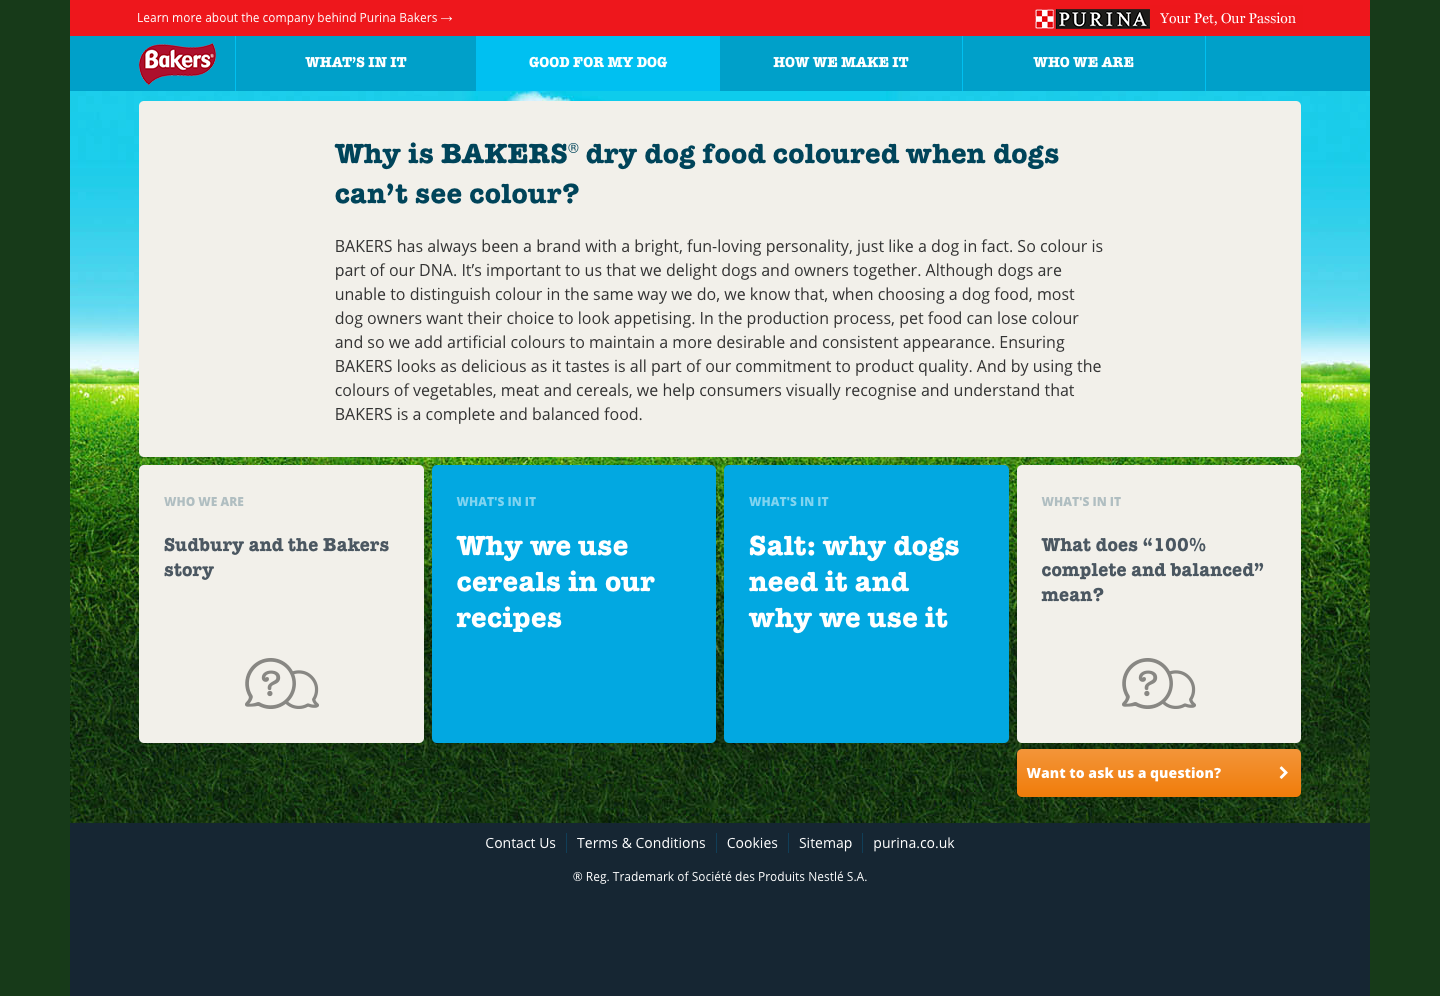 Learn more about the company behind Purina Bakers →
PURINA Your Pet, Our Passion
Bakers®
WHAT'S IN IT
GOOD FOR MY DOG
HOW WE MAKE IT
WHO WE ARE
Why is BAKERS® dry dog food coloured when dogs
can't see colour?
BAKERS has always been a brand with a bright, fun-loving personality, just like a dog in fact. So colour is
part of our DNA. It's important to us that we delight dogs and owners together. Although dogs are
unable to distinguish colour in the same way we do, we know that, when choosing a dog food, most
dog owners want their choice to look appetising. In the production process, pet food can lose colour
and so we add artificial colours to maintain a more desirable and consistent appearance. Ensuring
BAKERS looks as delicious as it tastes is all part of our commitment to product quality. And by using the
colours of vegetables, meat and cereals, we help consumers visually recognise and understand that
BAKERS is a complete and balanced food.
WHO WE ARE
Sudbury and the Bakers
story
?
WHAT'S IN IT
Why we use
cereals in our
recipes
WHAT'S IN IT
Salt: why dogs
need it and
why we use it
WHAT'S IN IT
What does “100%
complete and balanced”
mean?
?
Want to ask us a question?
Contact Us
Terms & Conditions
Cookies
Sitemap
purina.co.uk
® Reg. Trademark of Société des Produits Nestlé S.A.